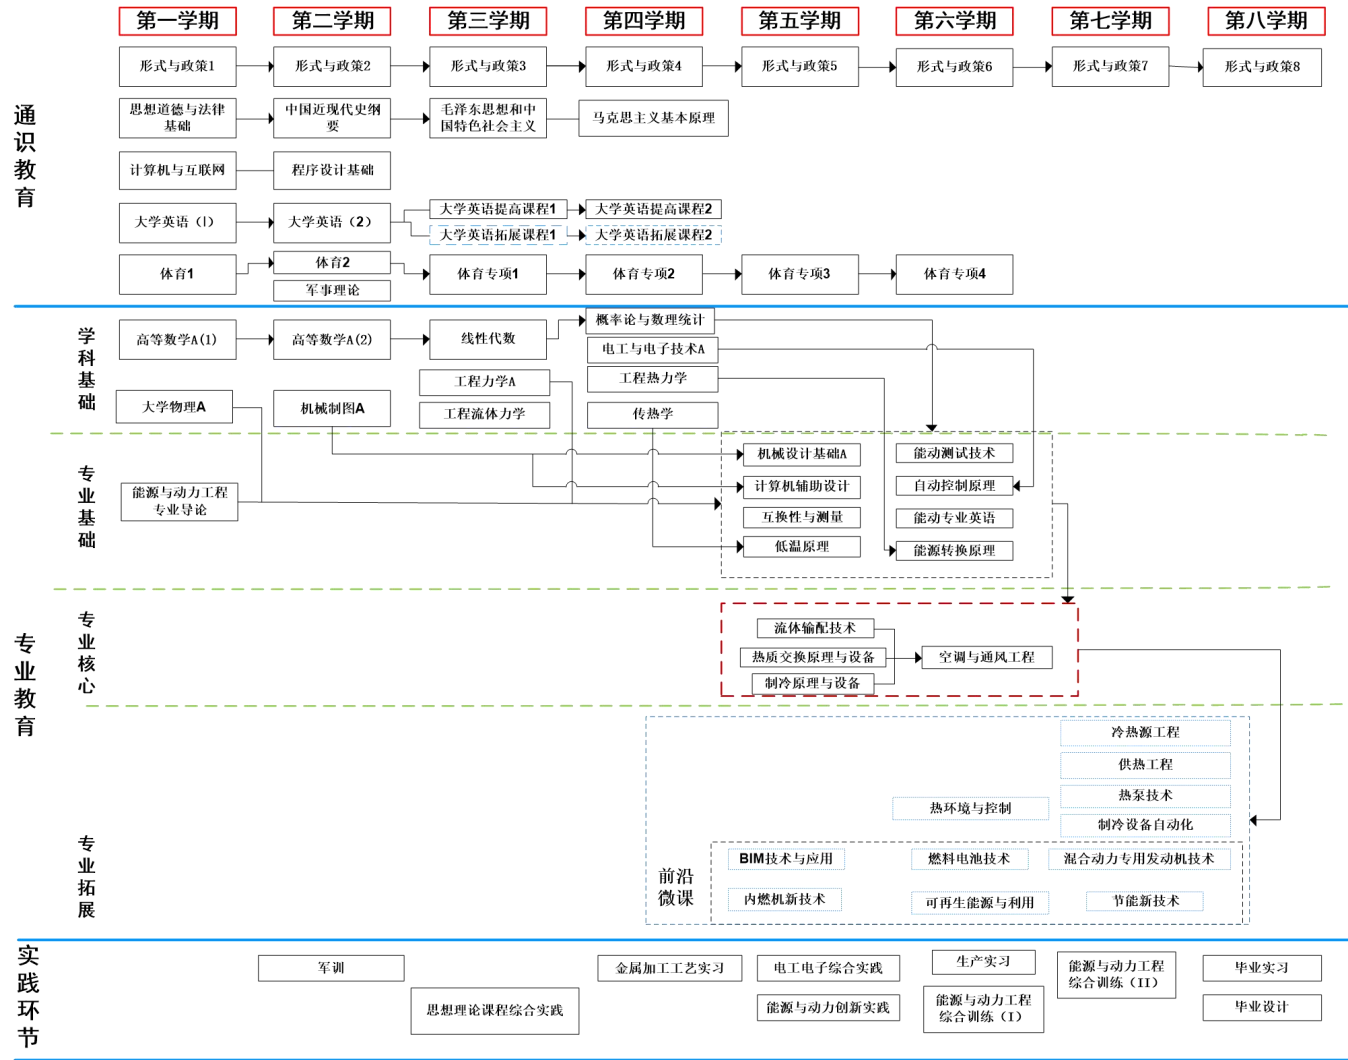 第一学期
第二学期
第三学期
第四学期
第五学期
第六学期
第七学期
第八学期
通识教育
形式与政策1
形式与政策2
形式与政策3
形式与政策4
形式与政策5
形式与政策6
形式与政策7
形式与政策8
思想道德与法律
基础
中国近现代史纲
要
毛泽东思想和中
国特色社会主义
马克思主义基本原理
计算机与互联网
程序设计基础
大学英语（Ⅰ）
大学英语（2）
大学英语提高课程1
大学英语提高课程2
大学英语拓展课程1
大学英语拓展课程2
体育1
体育2
军事理论
体育专项1
体育专项2
体育专项3
体育专项4
学科基础
高等数学A(1)
高等数学A(2)
线性代数
概率论与数理统计
电工与电子技术A
工程力学A
工程热力学
大学物理A
机械制图A
工程流体力学
传热学
专业教育
专业基础
能源与动力工程
专业导论
机械设计基础A
能动测试技术
计算机辅助设计
自动控制原理
互换性与测量
能动专业英语
低温原理
能源转换原理
专业核心
流体输配技术
热质交换原理与设备
制冷原理与设备
空调与通风工程
专业拓展
冷热源工程
供热工程
热泵技术
热环境与控制
制冷设备自动化
前沿
微课
BIM技术与应用
燃料电池技术
混合动力专用发动机技术
内燃机新技术
可再生能源与利用
节能新技术
实践环节
军训
思想理论课程综合实践
金属加工工艺实习
电工电子综合实践
能源与动力创新实践
生产实习
能源与动力工程
综合训练（I）
能源与动力工程
综合训练（II）
毕业实习
毕业设计